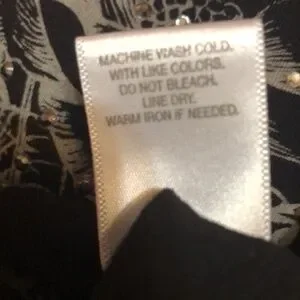 MACHINE WASH COLD.
WITH LIKE COLORS.
DO NOT BLEACH.
LINE DRY.
WARM IRON IF NEEDED.